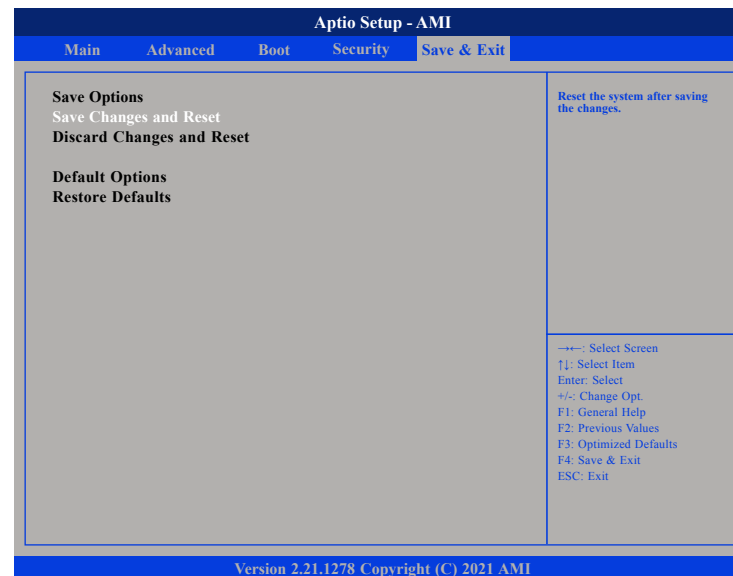 Aptio Setup - AMI
Main Advanced Boot Security Save & Exit
Save Options
Save Changes and Reset
Discard Changes and Reset
Default Options
Restore Defaults
Reset the system after saving
the changes.
→←: Select Screen
↑↓: Select Item
Enter: Select
+/-: Change Opt.
F1: General Help
F2: Previous Values
F3: Optimized Defaults
F4: Save & Exit
ESC: Exit
Version 2.21.1278 Copyright (C) 2021 AMI